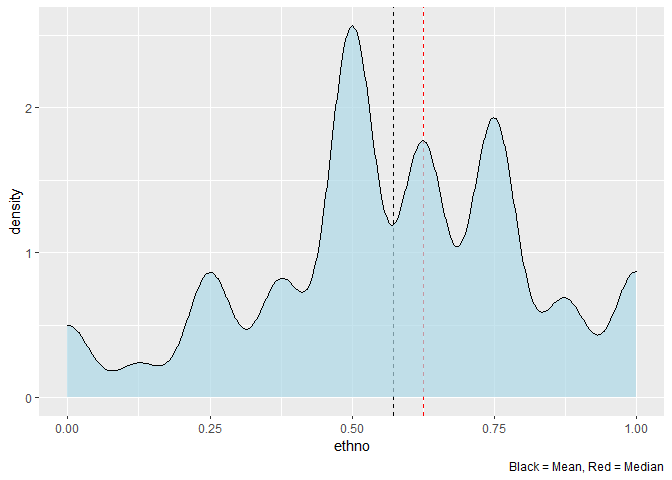 density
2
1
0
0.00 0.25 0.50 0.75 1.00
ethno
Black = Mean, Red = Median